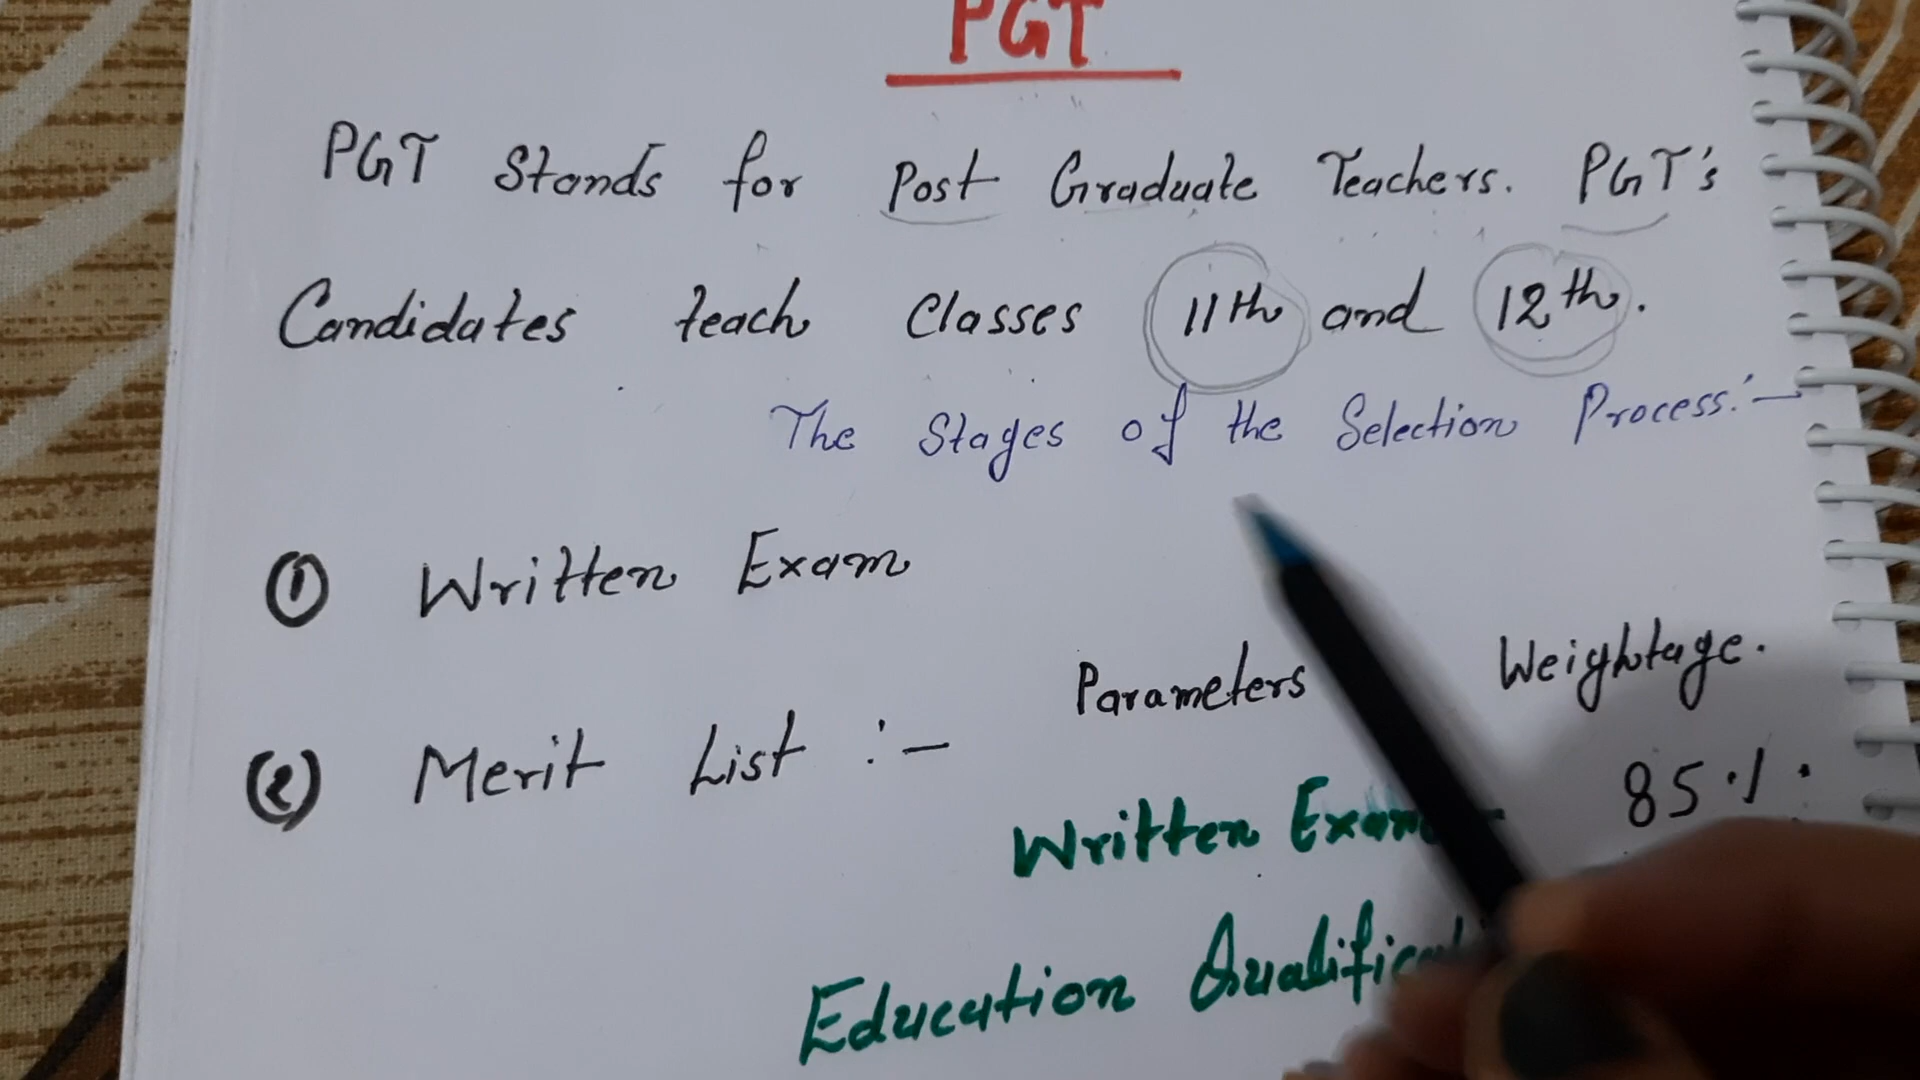 PGT
PGT Stands for Post Graduate Teachers. PGT's
Candidates teach Classes 11th and 12th.
The Stages of the Selection Process:-
① Written Exam
Parameters Weightage.
(2) Merit List :-
Written Exam 85%.
Education